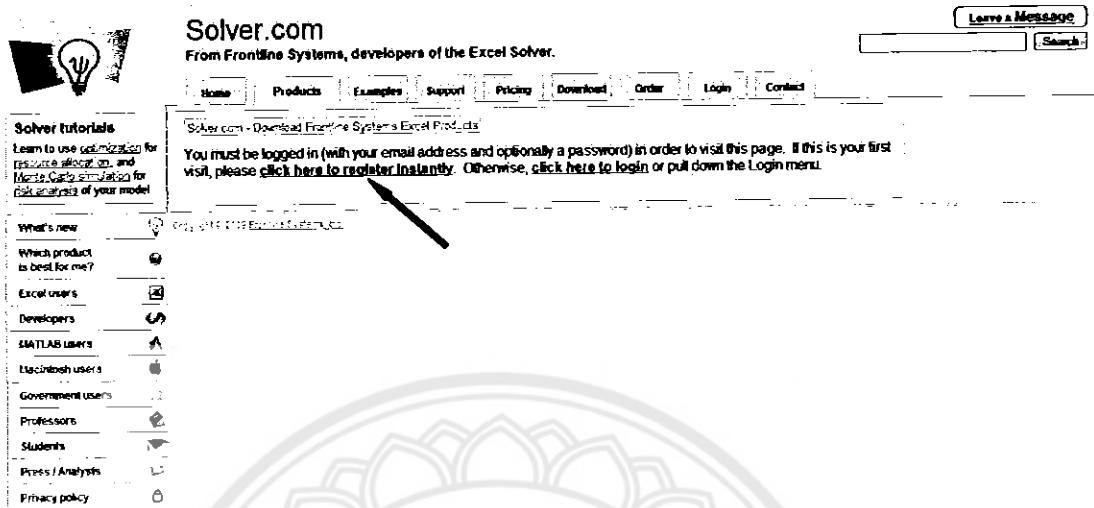 Leave a Message
Solver.com
From Frontline Systems, developers of the Excel Solver.
Search
Home Products Examples Support Pricing Download Order Login Contact
Solver tutorials
Learn to use optimization for
resource allocation, and
Monte Carlo simulation for
risk analysis of your model
Solver.com - Download Frontline Systems Excel Products
You must be logged in (with your email address and optionally a password) in order to visit this page. If this is your first
visit, please click here to register instantly. Otherwise, click here to login or pull down the Login menu.
What's new
Which product
is best for me?
Excel users
Developers
MATLAB users
Macintosh users
Government users
Professors
Students
Press / Analysts
Privacy policy